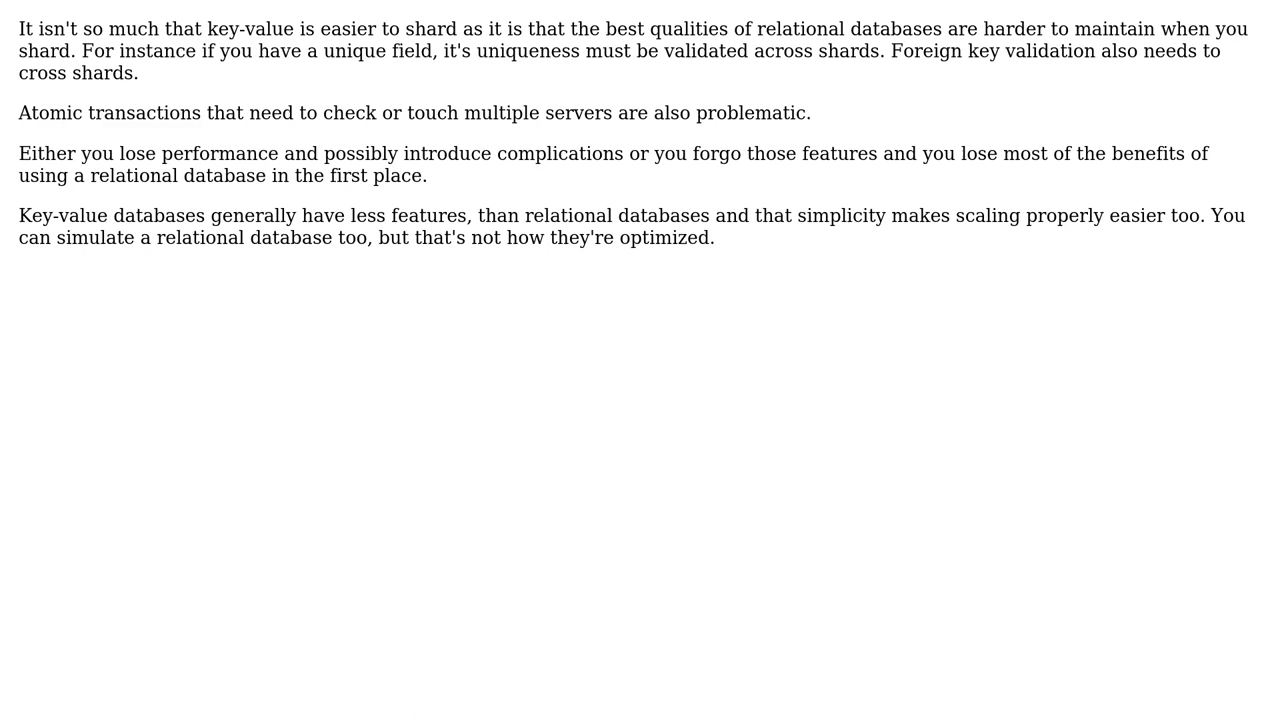 It isn't so much that key-value is easier to shard as it is that the best qualities of relational databases are harder to maintain when you
shard. For instance if you have a unique field, it's uniqueness must be validated across shards. Foreign key validation also needs to
cross shards.
Atomic transactions that need to check or touch multiple servers are also problematic.
Either you lose performance and possibly introduce complications or you forgo those features and you lose most of the benefits of
using a relational database in the first place.
Key-value databases generally have less features, than relational databases and that simplicity makes scaling properly easier too. You
can simulate a relational database too, but that's not how they're optimized.